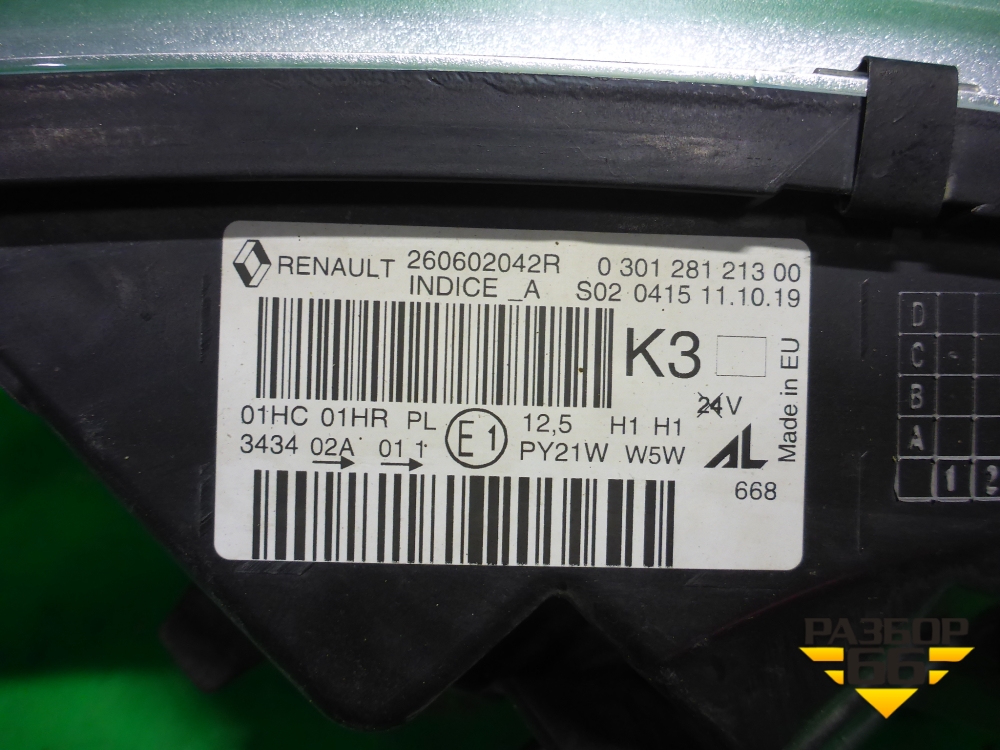 RENAULT 260602042R 0 301 281 213 00
INDICE _A S02 0415 11.10.19
K3
24V
Made in EU
01HC 01HR PL E1 12,5 H1 H1
3434 02A 01 1 PY21W W5W AL
668
D
C
B
A
1 2
РАЗБОР
66